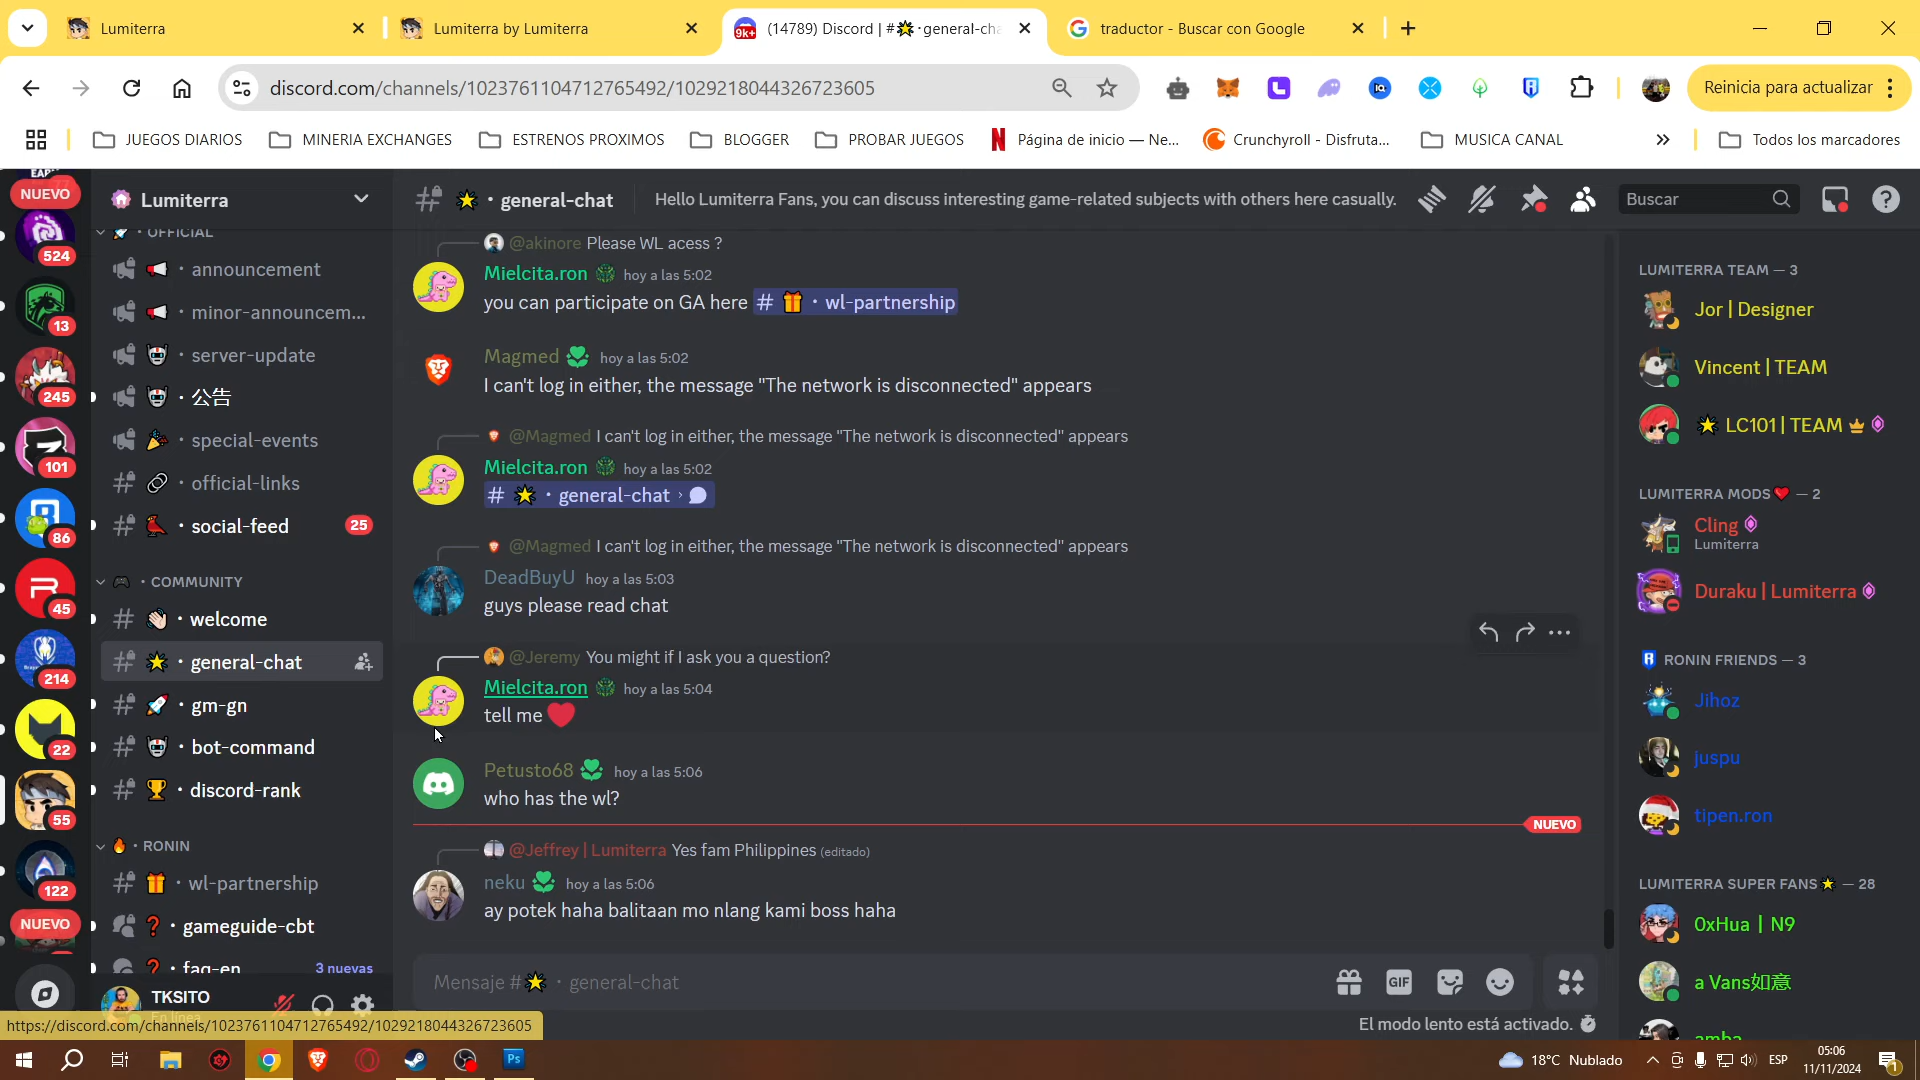 Lumiterra
Lumiterra by Lumiterra
9k+ (14789) Discord | #🌟・general-cha
traductor - Buscar con Google
discord.com/channels/1023761104712765492/1029218044326723605
Reinicia para actualizar
JUEGOS DIARIOS
MINERIA EXCHANGES
ESTRENOS PROXIMOS
BLOGGER
PROBAR JUEGOS
Página de inicio — Ne...
Crunchyroll - Disfruta...
MUSICA CANAL
Todos los marcadores
NUEVO
524
13
245
101
86
45
214
22
55
122
NUEVO
Lumiterra
・OFFICIAL
・announcement
・minor-announcem...
・server-update
・公告
・special-events
・official-links
・social-feed 25
・COMMUNITY
・welcome
・general-chat
・gm-gn
・bot-command
・discord-rank
・RONIN
・wl-partnership
・gameguide-cbt
・faq-en 3 nuevas
TKSITO
https://discord.com/channels/1023761104712765492/1029218044326723605
・general-chat
Hello Lumiterra Fans, you can discuss interesting game-related subjects with others here casually.
Buscar
@akinore Please WL acess ?
Mielcita.ron hoy a las 5:02
you can participate on GA here # 🎁・wl-partnership
Magmed hoy a las 5:02
I can't log in either, the message "The network is disconnected" appears
@Magmed I can't log in either, the message "The network is disconnected" appears
Mielcita.ron hoy a las 5:02
# 🌟・general-chat ›
@Magmed I can't log in either, the message "The network is disconnected" appears
DeadBuyU hoy a las 5:03
guys please read chat
@Jeremy You might if I ask you a question?
Mielcita.ron hoy a las 5:04
tell me ❤️
Petusto68 hoy a las 5:06
who has the wl?
NUEVO
@Jeffrey | Lumiterra Yes fam Philippines (editado)
neku hoy a las 5:06
ay potek haha balitaan mo nlang kami boss haha
Mensaje #🌟・general-chat
GIF
El modo lento está activado.
LUMITERRA TEAM — 3
Jor | Designer
Vincent | TEAM
🌟 LC101 | TEAM
LUMITERRA MODS❤️ — 2
Cling
Lumiterra
Duraku | Lumiterra
RONIN FRIENDS — 3
Jihoz
juspu
tipen.ron
LUMITERRA SUPER FANS🌟 — 28
0xHua | N9
a Vans如意
amba
Ps
18°C Nublado
ESP
05:06
11/11/2024
1